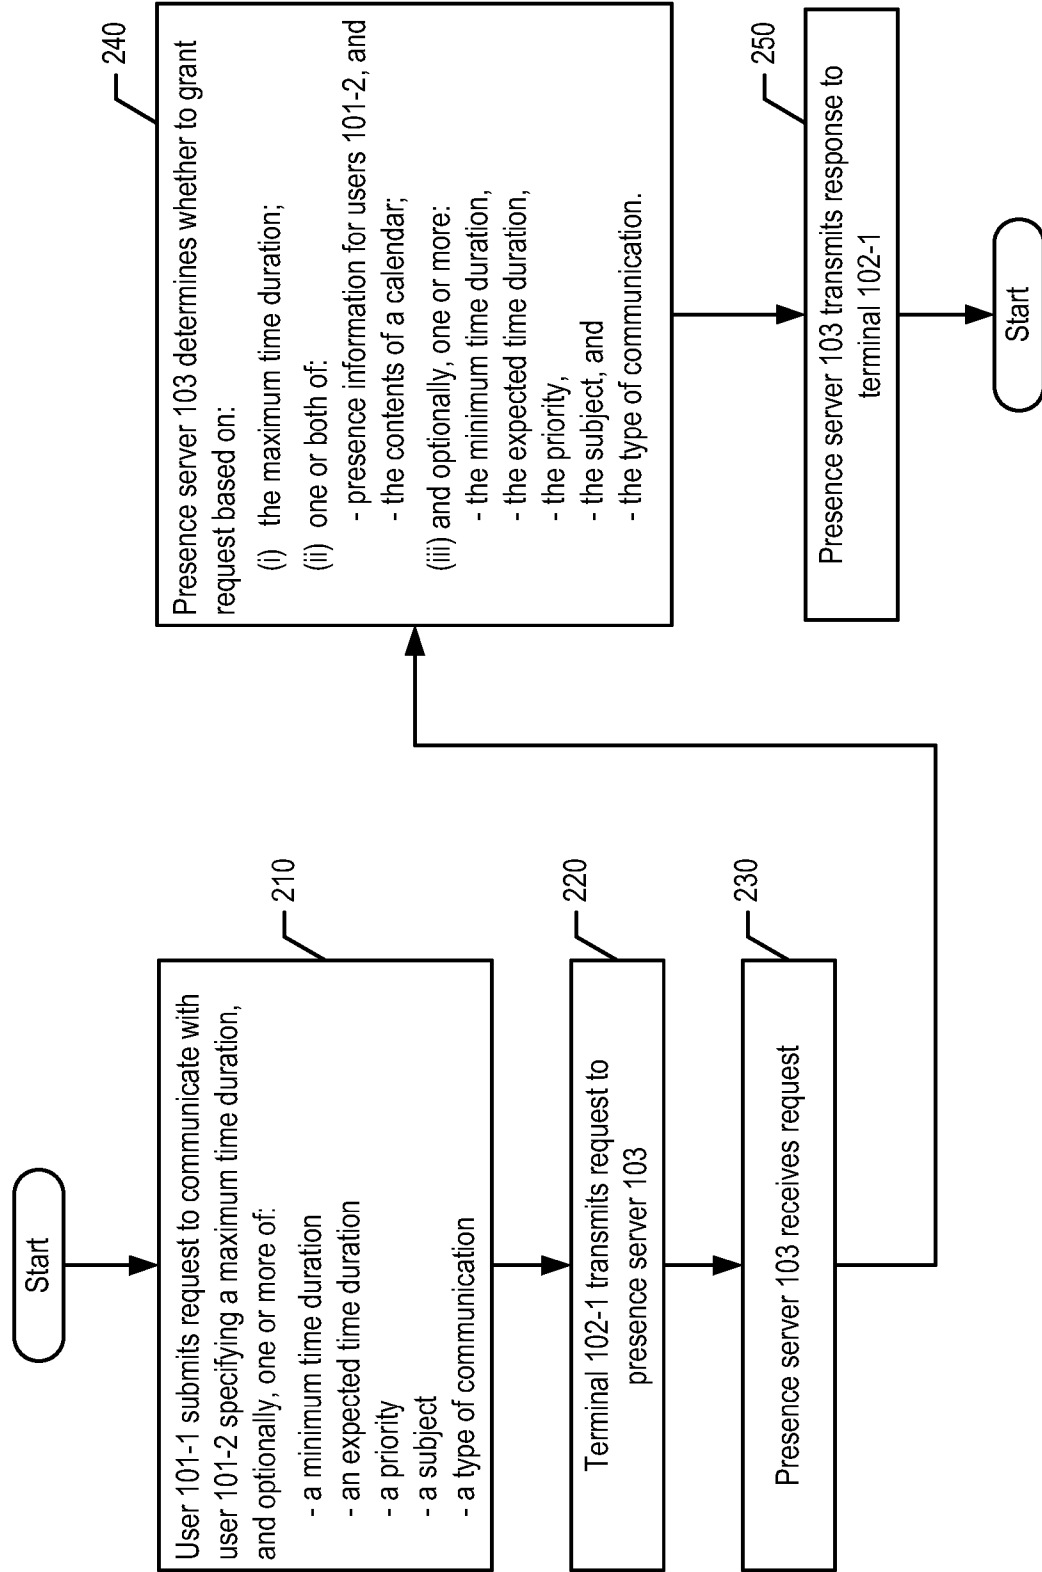 Start
User 101-1 submits request to communicate with
user 101-2 specifying a maximum time duration,
and optionally, one or more of:
- a minimum time duration
- an expected time duration
- a priority
- a subject
- a type of communication
210
Terminal 102-1 transmits request to
presence server 103
220
Presence server 103 receives request
230
Presence server 103 determines whether to grant
request based on:
(i) the maximum time duration;
(ii) one or both of:
- presence information for users 101-2, and
- the contents of a calendar;
(iii) and optionally, one or more:
- the minimum time duration,
- the expected time duration,
- the priority,
- the subject, and
- the type of communication.
240
Presence server 103 transmits response to
terminal 102-1
250
Start